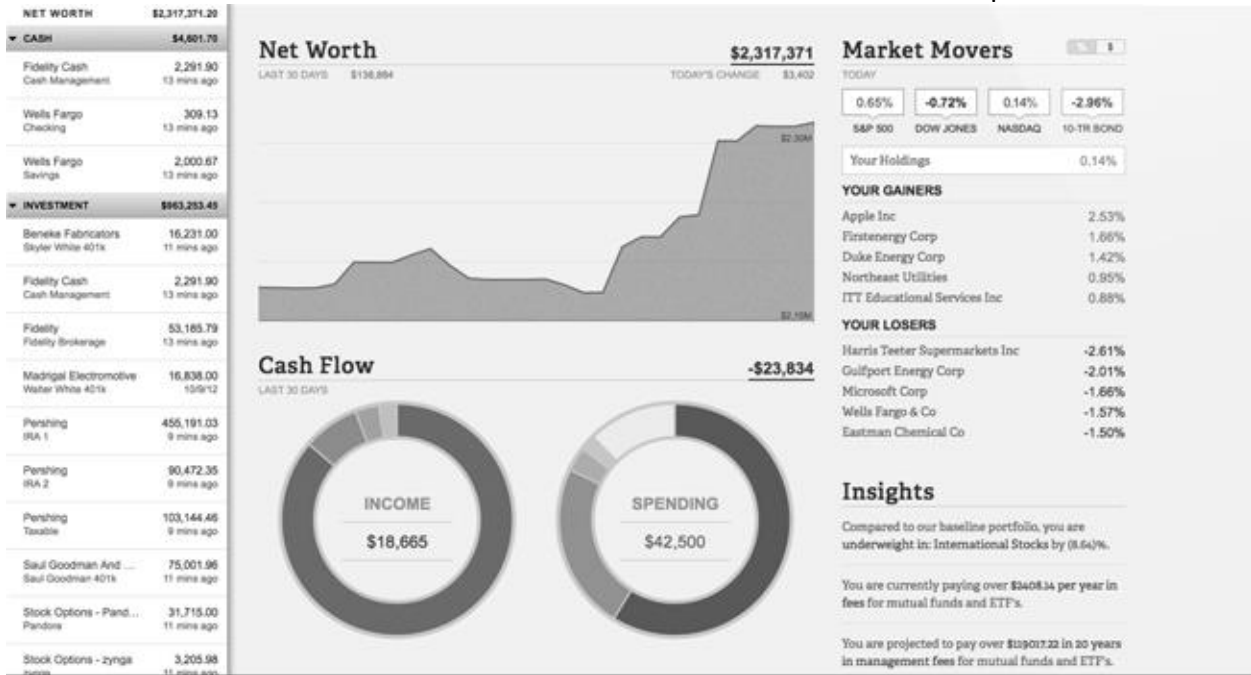 NET WORTH $2,317,371.20
CASH $4,601.70
Fidelity Cash 2,291.90
Cash Management 13 mins ago
Wells Fargo 309.13
Checking 13 mins ago
Wells Fargo 2,000.67
Savings 13 mins ago
INVESTMENT $863,253.45
Beneke Fabricators 16,231.00
Skyler White 401k 11 mins ago
Fidelity Cash 2,291.90
Cash Management 13 mins ago
Fidelity 53,165.79
Fidelity Brokerage 13 mins ago
Madrigal Electromotive 16,838.00
Walter White 401k 10/9/12
Pershing 455,191.03
IRA 1 9 mins ago
Pershing 90,472.35
IRA 2 9 mins ago
Pershing 103,144.46
Taxable 9 mins ago
Saul Goodman And ... 75,001.96
Saul Goodman 401k 11 mins ago
Stock Options - Pand... 31,715.00
Pandora 11 mins ago
Stock Options - zynga 3,205.98
Net Worth $2,317,371
LAST 30 DAYS TODAY'S CHANGE $3,402
$2.30M
Cash Flow -$23,834
LAST 30 DAYS
INCOME
$18,665
SPENDING
$42,500
Market Movers
$
TODAY
0.65% -0.72% 0.14% -2.96%
S&P 500 DOW JONES NASDAQ 10-TR BOND
Your Holdings 0.14%
YOUR GAINERS
Apple Inc 2.53%
Firstenergy Corp 1.66%
Duke Energy Corp 1.42%
Northeast Utilities 0.95%
ITT Educational Services Inc 0.88%
YOUR LOSERS
Harris Teeter Supermarkets Inc -2.61%
Gulfport Energy Corp -2.01%
Microsoft Corp -1.66%
Wells Fargo & Co -1.57%
Eastman Chemical Co -1.50%
Insights
Compared to our baseline portfolio, you are
underweight in: International Stocks by (8.64)%.
You are currently paying over $2408.14 per year in
fees for mutual funds and ETF's.
You are projected to pay over $119017.22 in 20 years
in management fees for mutual funds and ETF's.